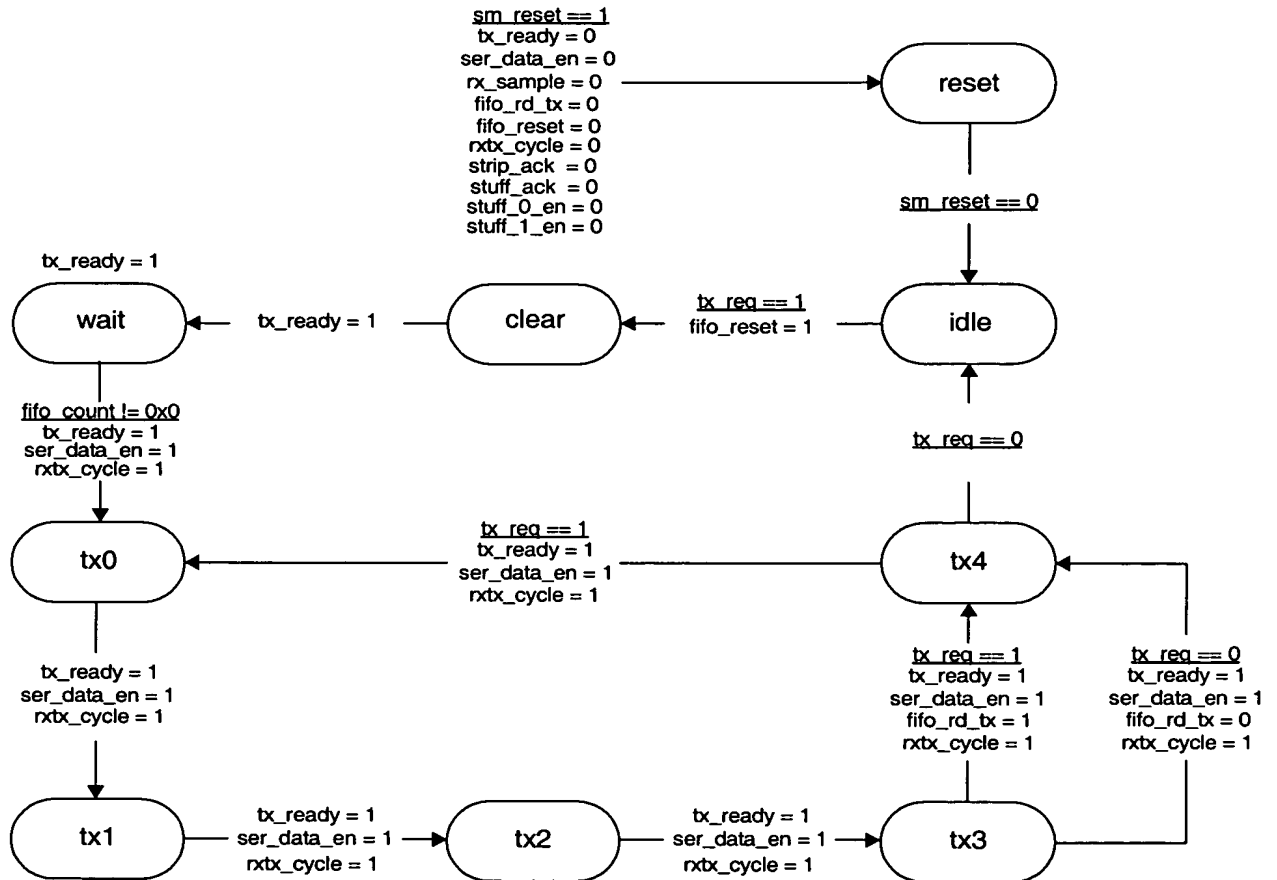 sm_reset == 1
tx_ready = 0
ser_data_en = 0
rx_sample = 0
fifo_rd_tx = 0
fifo_reset = 0
rxtx_cycle = 0
strip_ack = 0
stuff_ack = 0
stuff_0_en = 0
stuff_1_en = 0
reset
sm_reset == 0
tx_ready = 1
wait
tx_ready = 1
clear
tx_req == 1
fifo_reset = 1
idle
fifo_count != 0x0
tx_ready = 1
ser_data_en = 1
rxtx_cycle = 1
tx_req == 0
tx0
tx_req == 1
tx_ready = 1
ser_data_en = 1
rxtx_cycle = 1
tx4
tx_ready = 1
ser_data_en = 1
rxtx_cycle = 1
tx_req == 1
tx_ready = 1
ser_data_en = 1
fifo_rd_tx = 1
rxtx_cycle = 1
tx_req == 0
tx_ready = 1
ser_data_en = 1
fifo_rd_tx = 0
rxtx_cycle = 1
tx1
tx_ready = 1
ser_data_en = 1
rxtx_cycle = 1
tx2
tx_ready = 1
ser_data_en = 1
rxtx_cycle = 1
tx3